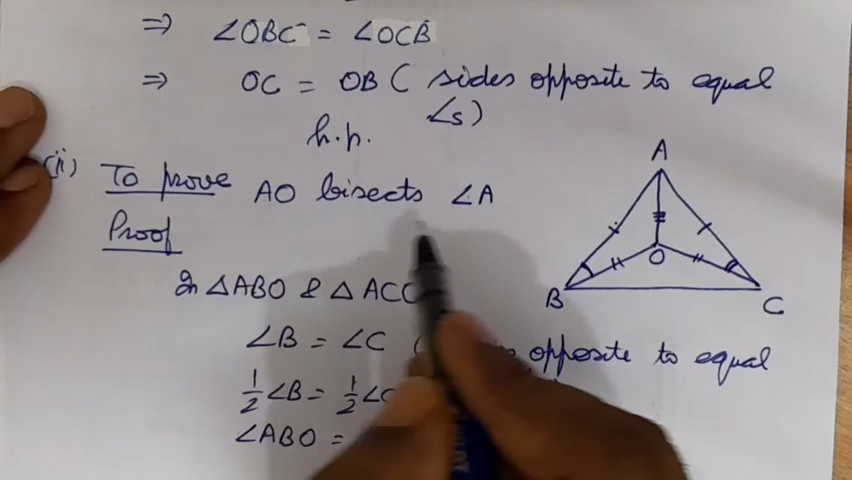 ⇒ ∠OBC = ∠OCB
⇒ OC = OB ( sides opposite to equal
∠s)
h.p.
(ii) To prove AO bisects ∠A
Proof
In △ABO & △ACO
∠B = ∠C ( opposite to equal
½∠B = ½∠C
∠ABO =
A
O
B
C